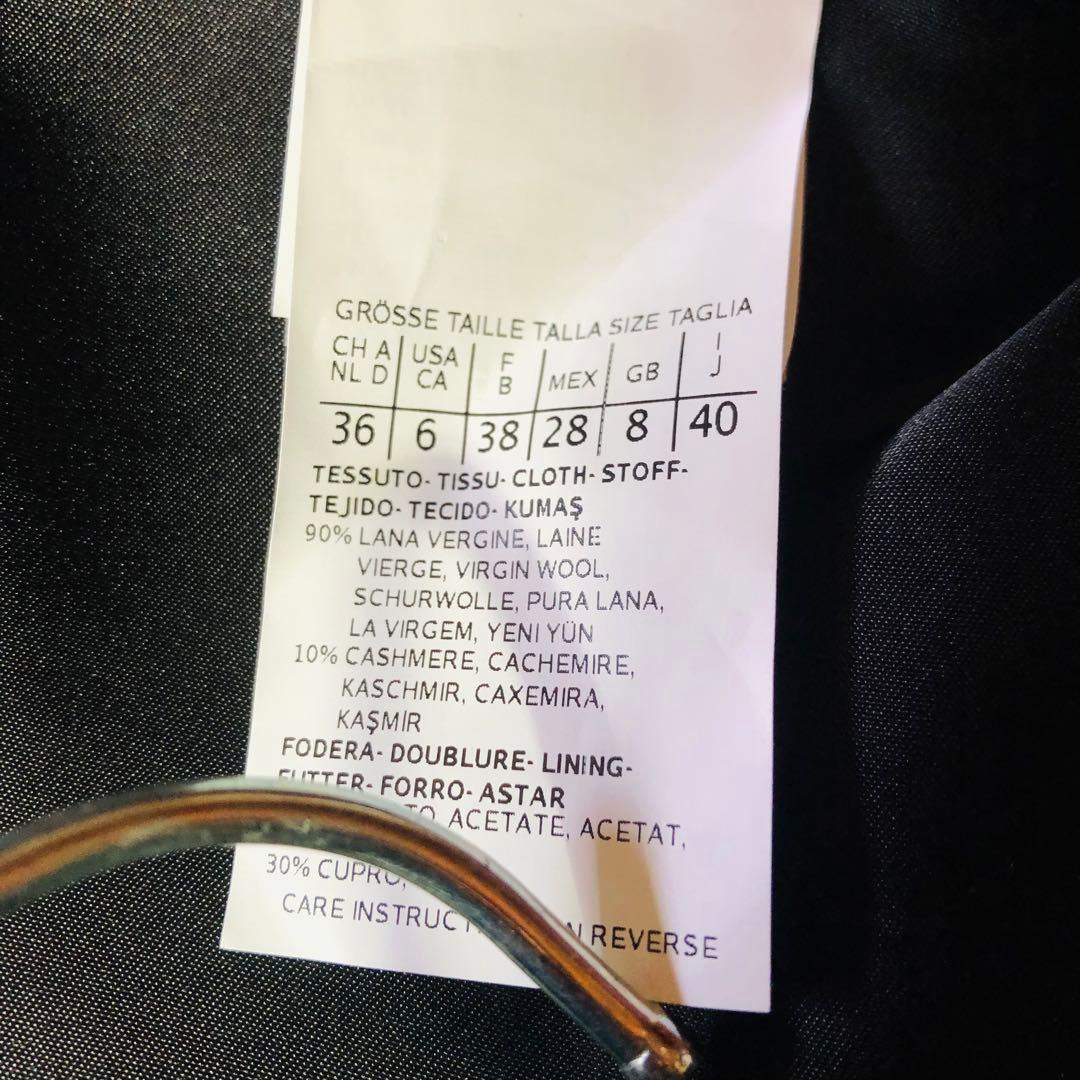 GRÖSSE TAILLE TALLA SIZE TAGLIA
CH A USA F MEX GB I
NL D CA B J
36 6 38 28 8 40
TESSUTO- TISSU- CLOTH- STOFF-
TEJIDO- TECIDO- KUMAŞ
90% LANA VERGINE, LAINE
VIERGE, VIRGIN WOOL,
SCHURWOLLE, PURA LANA,
LA VIRGEM, YENI YÜN
10% CASHMERE, CACHEMIRE,
KASCHMIR, CAXEMIRA,
KAŞMIR
FODERA- DOUBLURE- LINING-
FUTTER- FORRO- ASTAR
ACETATE, ACETAT,
30% CUPRO,
CARE INSTRUCTION REVERSE